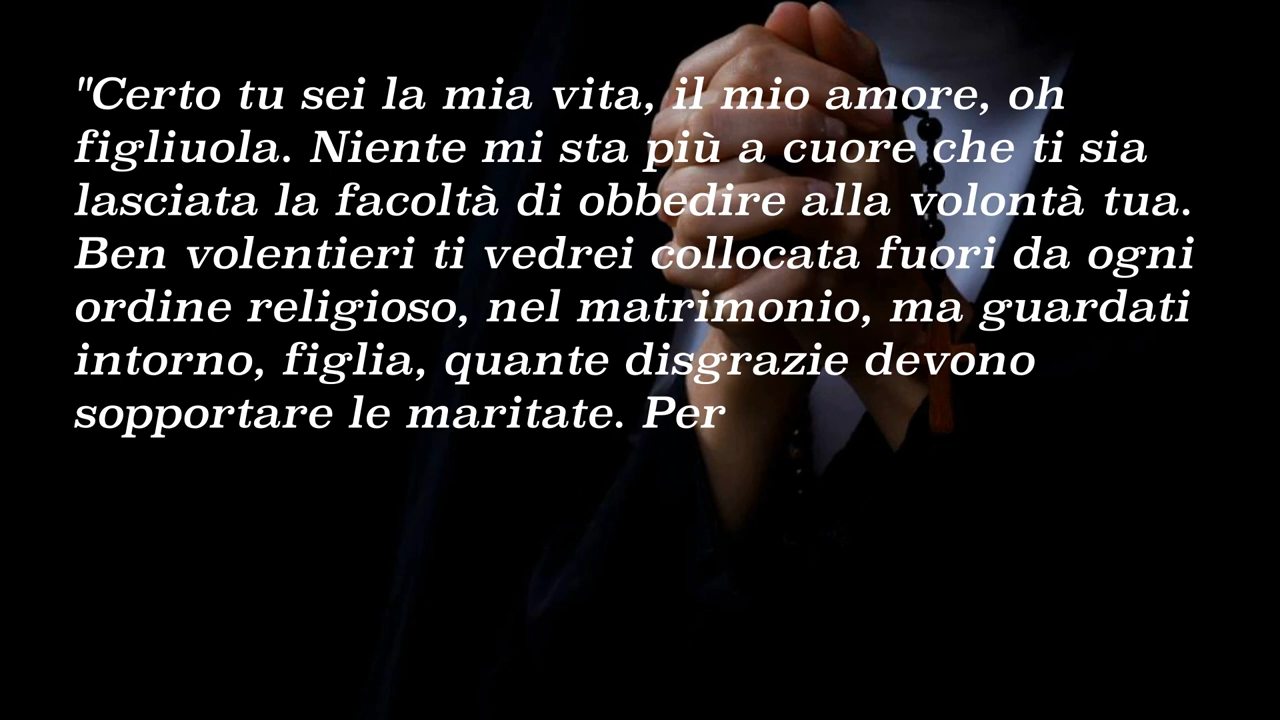 "Certo tu sei la mia vita, il mio amore, oh
figliuola. Niente mi sta più a cuore che ti sia
lasciata la facoltà di obbedire alla volontà tua.
Ben volentieri ti vedrei collocata fuori da ogni
ordine religioso, nel matrimonio, ma guardati
intorno, figlia, quante disgrazie devono
sopportare le maritate. Per